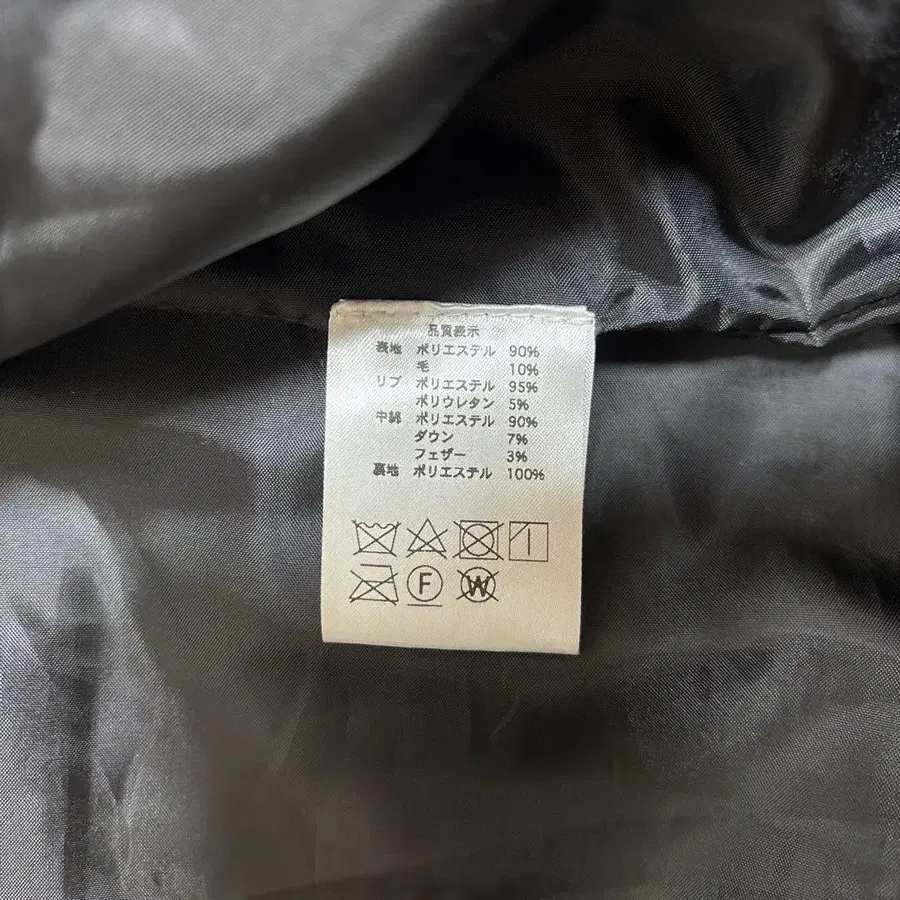 品質表示
表地 ポリエステル 90%
毛 10%
リブ ポリエステル 95%
ポリウレタン 5%
中綿 ポリエステル 90%
ダウン 7%
フェザー 3%
裏地 ポリエステル 100%
F W